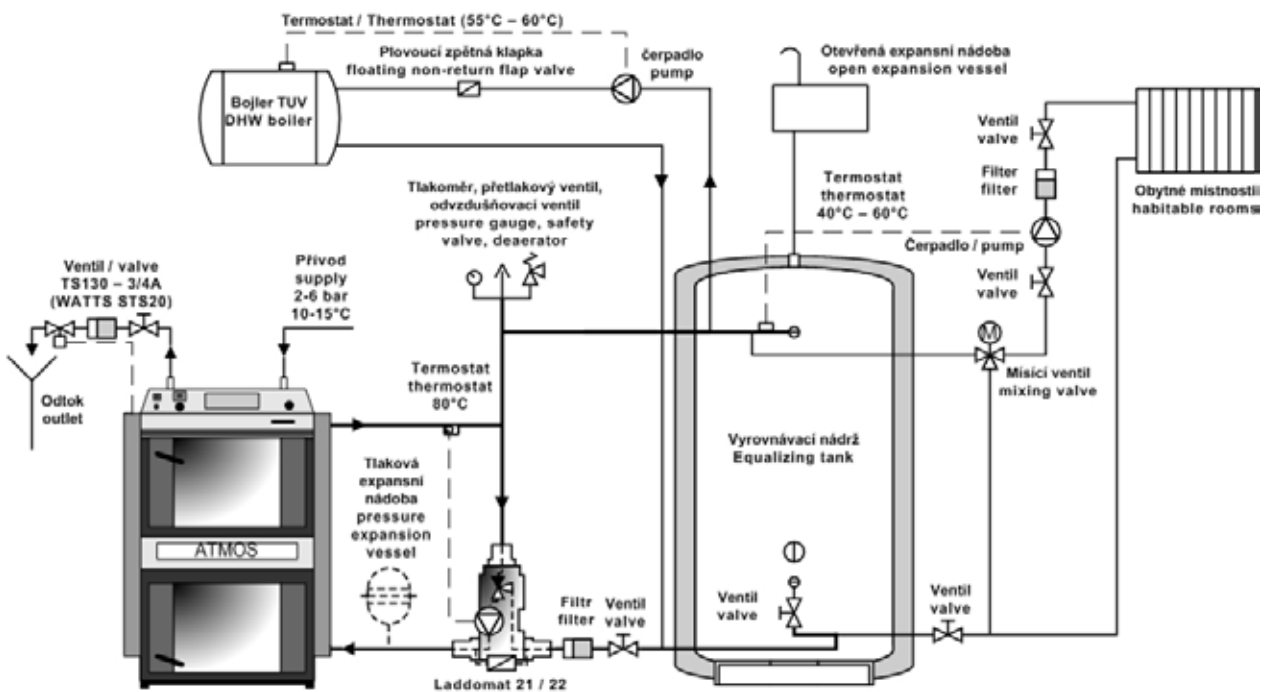 Termostat / Thermostat (55°C – 60°C)
Plovoucí zpětná klapka
floating non-return flap valve
čerpadlo
pump
Otevřená expansní nádoba
open expansion vessel
Bojler TUV
DHW boiler
Ventil
valve
Filter
filter
Obytné místnosti
habitable rooms
Termostat
thermostat
40°C – 60°C
Tlakoměr, přetlakový ventil,
odvzdušňovací ventil
pressure gauge, safety
valve, deaerator
Čerpadlo / pump
Ventil
valve
Ventil / valve
TS130 – 3/4A
(WATTS STS20)
Přívod
supply
2-6 bar
10-15°C
M
Mísící ventil
mixing valve
Odtok
outlet
Termostat
thermostat
80°C
Vyrovnávací nádrž
Equalizing tank
Tlaková
expansní
nádoba
pressure
expansion
vessel
ATMOS
Filtr
filter
Ventil
valve
Ventil
valve
Ventil
valve
Laddomat 21 / 22